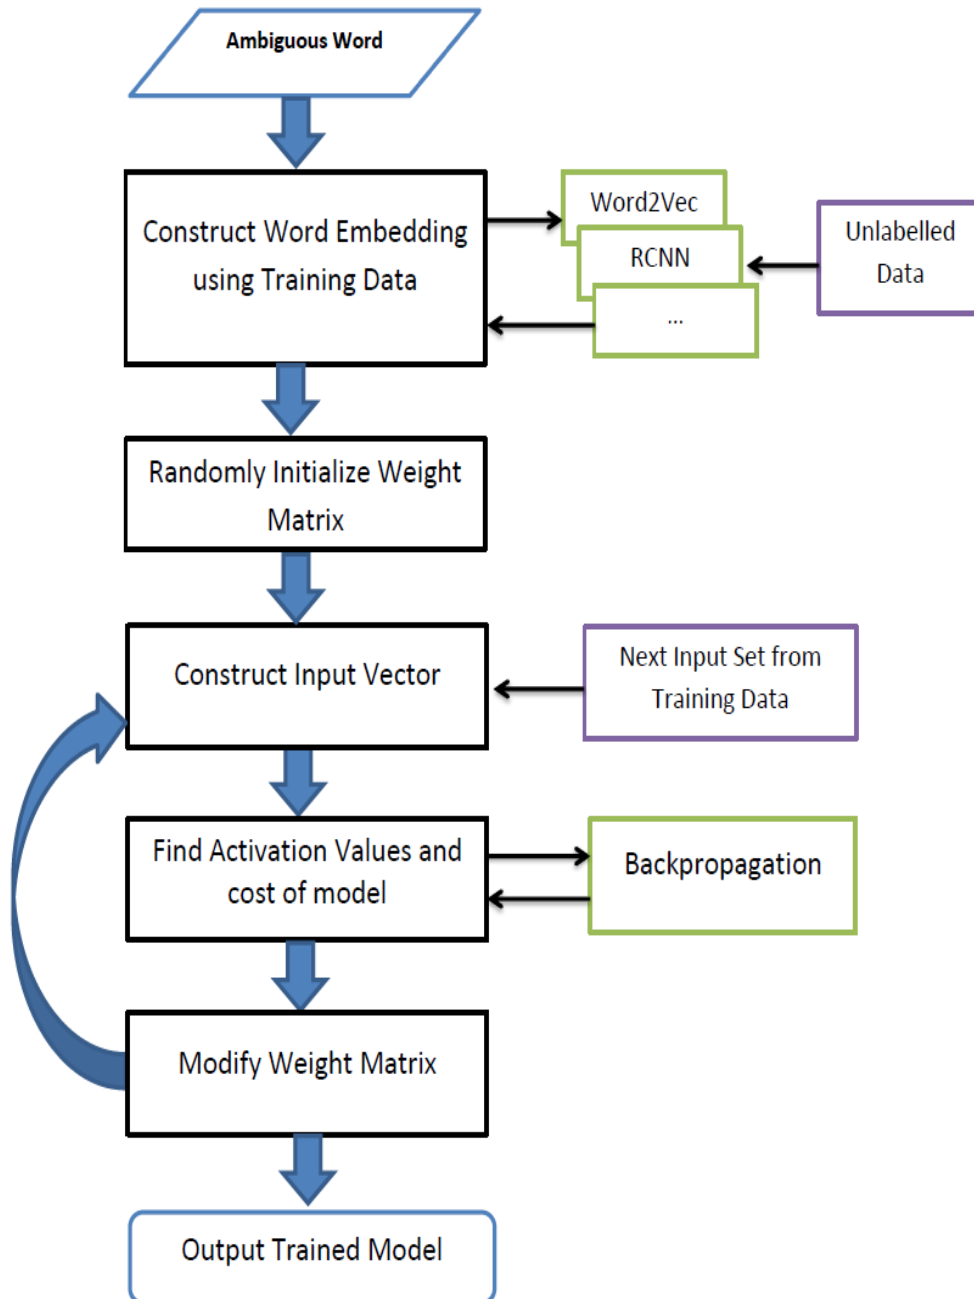 Ambiguous Word
Construct Word Embedding
using Training Data
Word2Vec
RCNN
...
Unlabelled
Data
Randomly Initialize Weight
Matrix
Construct Input Vector
Next Input Set from
Training Data
Find Activation Values and
cost of model
Backpropagation
Modify Weight Matrix
Output Trained Model